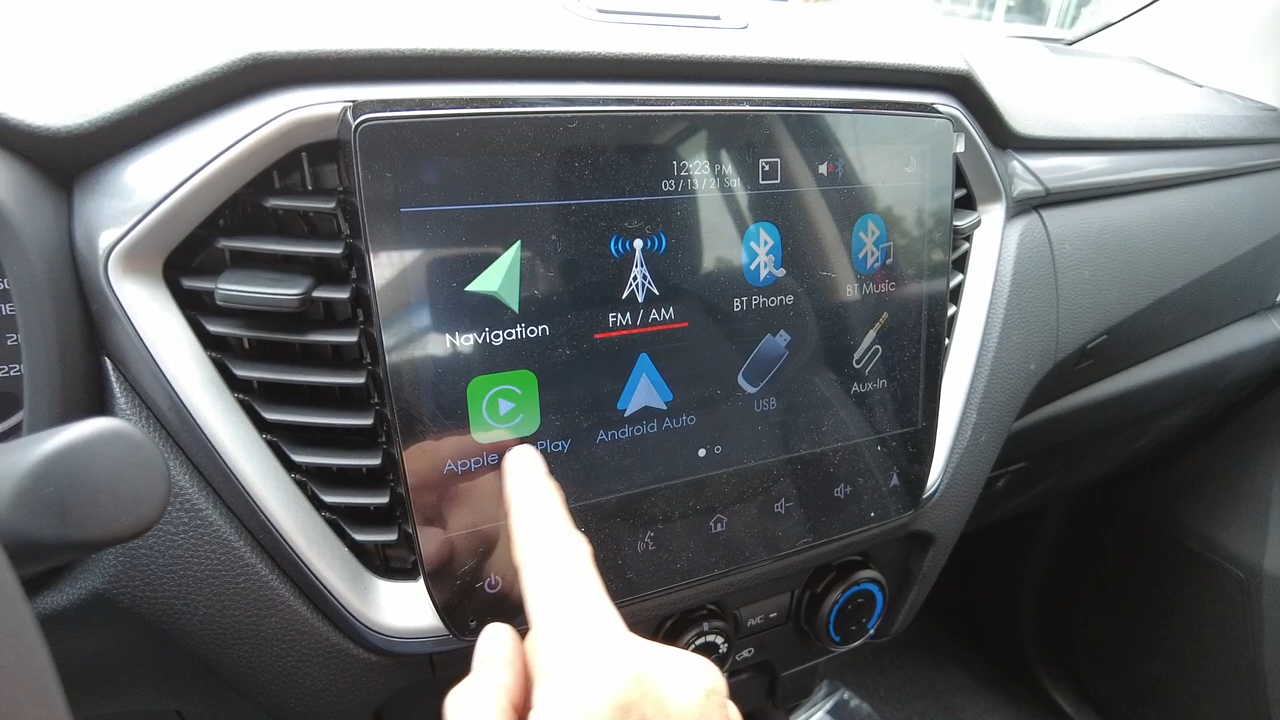 12:23 PM
03 / 13 / 21 Sat
Navigation
FM / AM
BT Phone
BT Music
Apple Play
Android Auto
USB
Aux-In
A/C